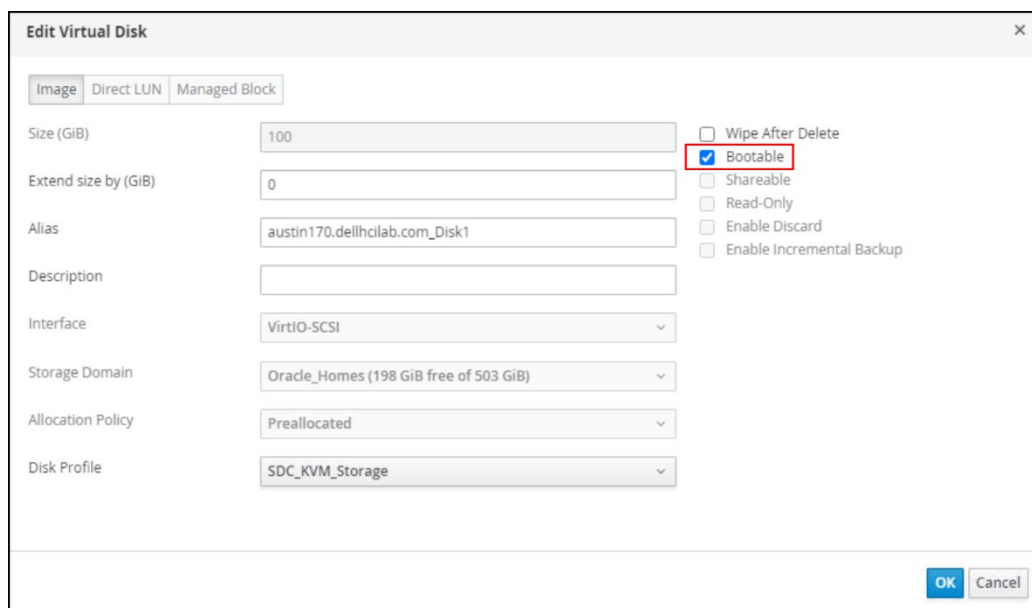 Edit Virtual Disk ×
Image Direct LUN Managed Block
Size (GiB) 100
Wipe After Delete
Bootable
Extend size by (GiB) 0
Shareable
Read-Only
Alias austin170.dellhcilab.com_Disk1
Enable Discard
Enable Incremental Backup
Description
Interface VirtIO-SCSI
Storage Domain Oracle_Homes (198 GiB free of 503 GiB)
Allocation Policy Preallocated
Disk Profile SDC_KVM_Storage
OK Cancel